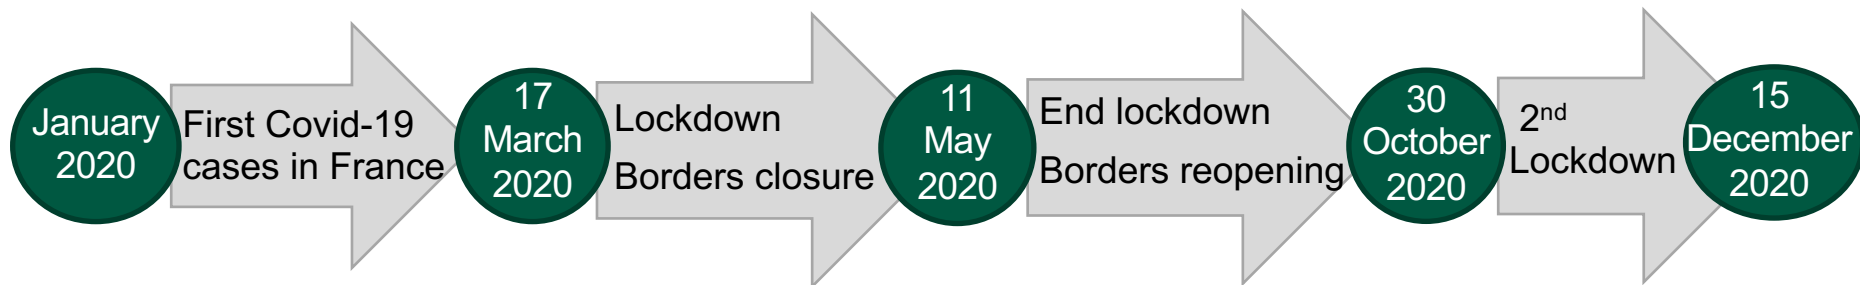 January
2020
First Covid-19
cases in France
17
March
2020
Lockdown
Borders closure
11
May
2020
End lockdown
Borders reopening
30
October
2020
2nd
Lockdown
15
December
2020